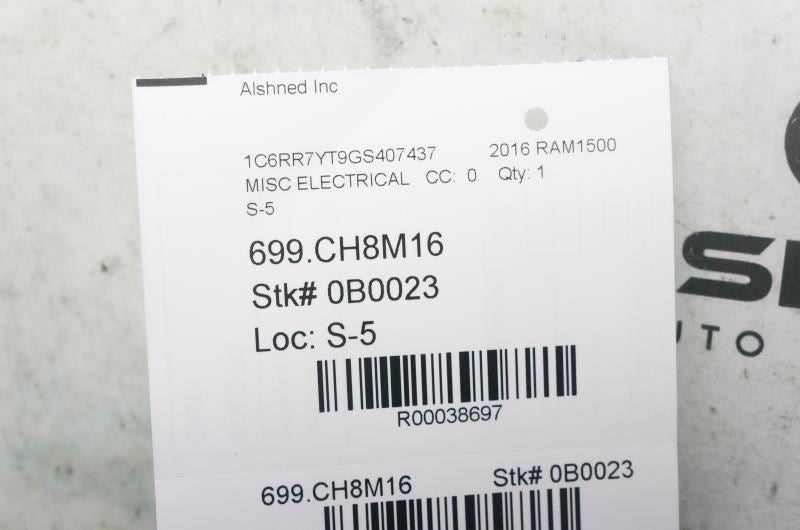 Alshned Inc
1C6RR7YT9GS407437 2016 RAM1500
MISC ELECTRICAL CC: 0 Qty: 1
S-5
699.CH8M16
Stk# 0B0023
Loc: S-5
R00038697
699.CH8M16 Stk# 0B0023